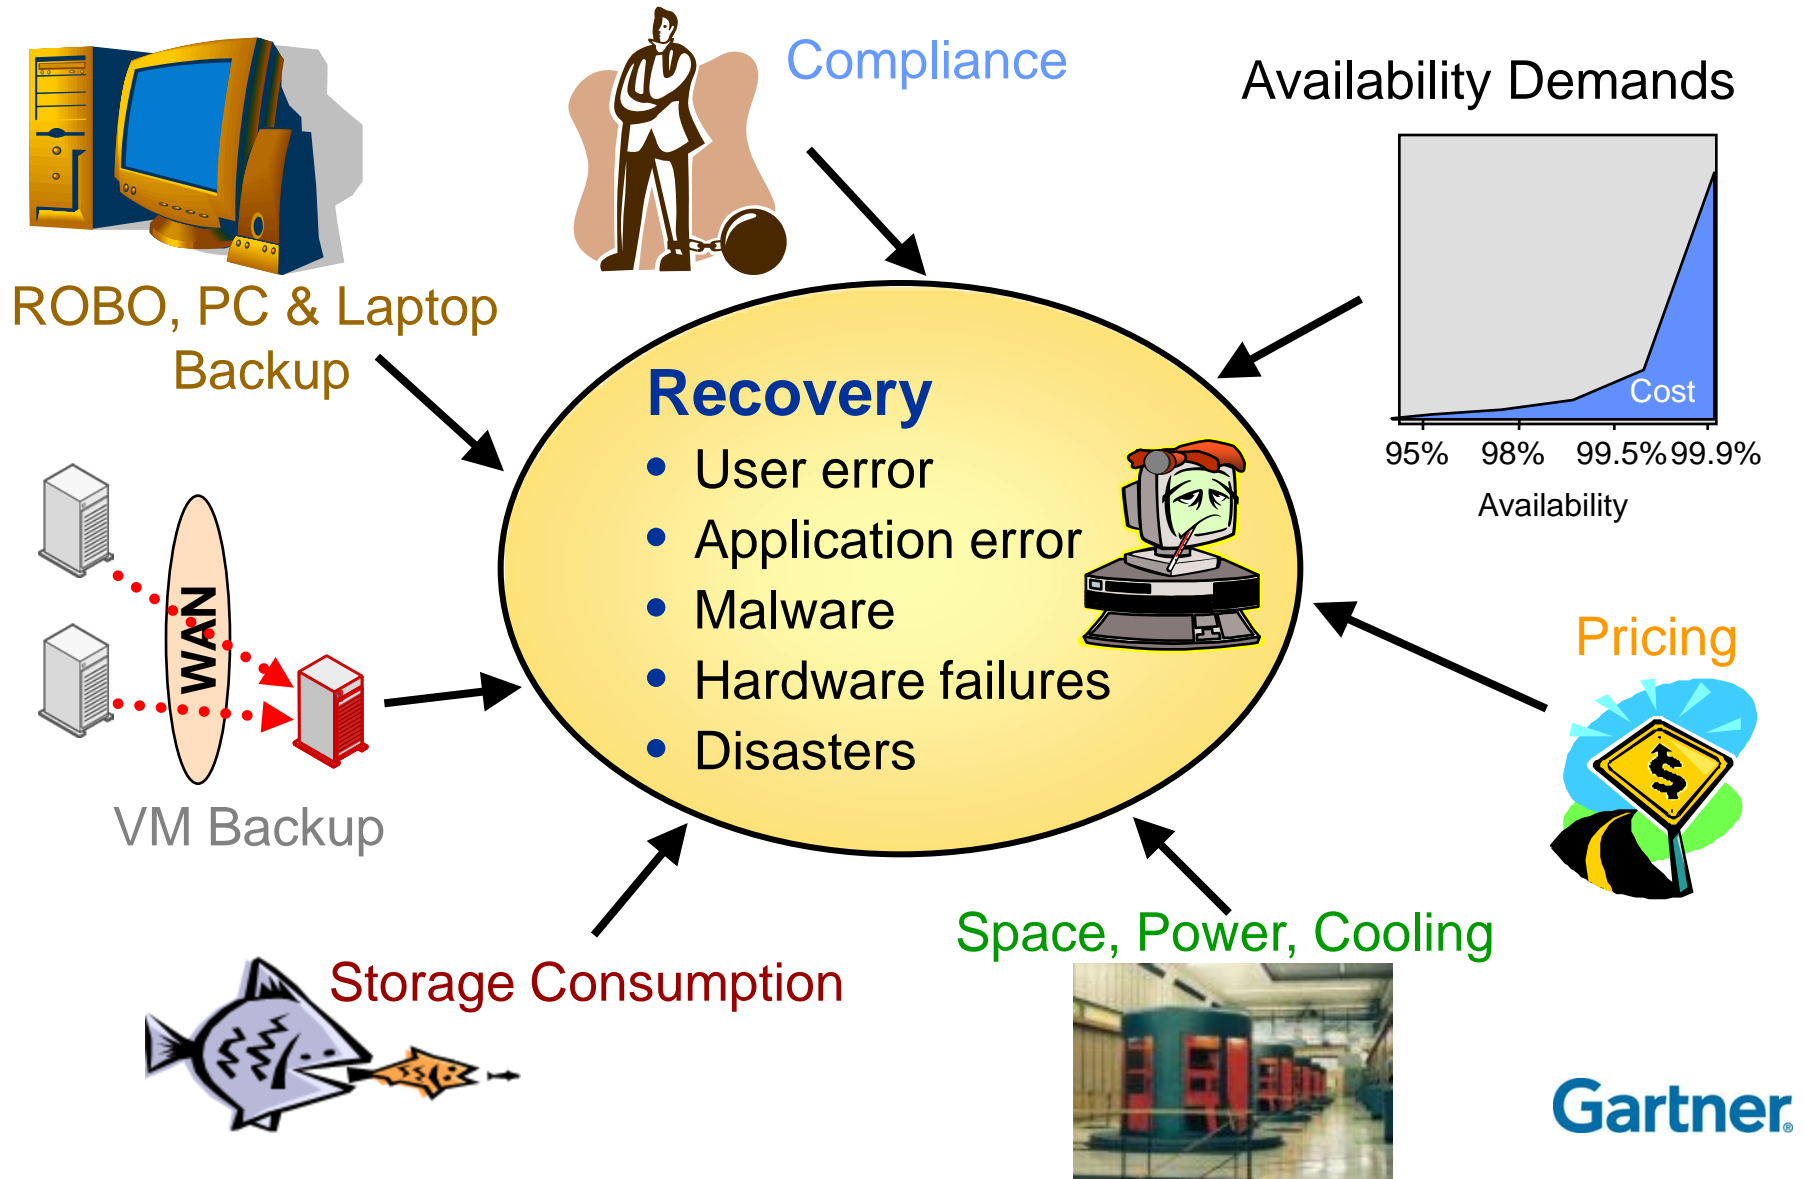 Compliance
Availability Demands
Cost
95% 98% 99.5% 99.9%
Availability
ROBO, PC & Laptop
Backup
Recovery
• User error
• Application error
• Malware
• Hardware failures
• Disasters
WAN
VM Backup
Pricing
$
Storage Consumption
Space, Power, Cooling
Gartner®